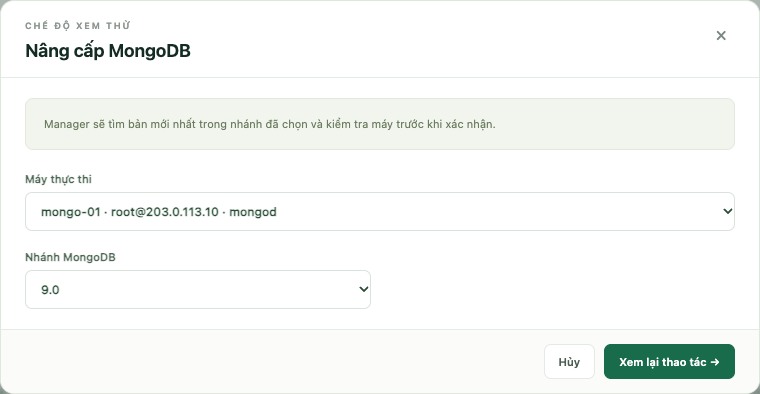 CHẾ ĐỘ XEM THỬ
Nâng cấp MongoDB
×
Manager sẽ tìm bản mới nhất trong nhánh đã chọn và kiểm tra máy trước khi xác nhận.
Máy thực thi
mongo-01 · root@203.0.113.10 · mongod
Nhánh MongoDB
9.0
Hủy
Xem lại thao tác →